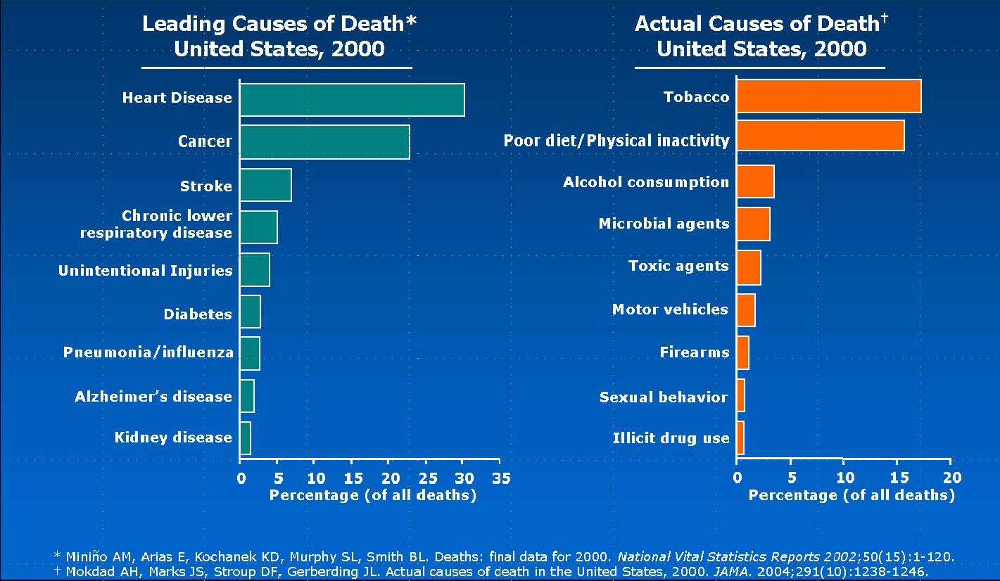 Leading Causes of Death*
United States, 2000
Heart Disease
Cancer
Stroke
Chronic lower
respiratory disease
Unintentional Injuries
Diabetes
Pneumonia/influenza
Alzheimer’s disease
Kidney disease
0 5 10 15 20 25 30 35
Percentage (of all deaths)
Actual Causes of Death†
United States, 2000
Tobacco
Poor diet/Physical inactivity
Alcohol consumption
Microbial agents
Toxic agents
Motor vehicles
Firearms
Sexual behavior
Illicit drug use
0 5 10 15 20
Percentage (of all deaths)
* Miniño AM, Arias E, Kochanek KD, Murphy SL, Smith BL. Deaths: final data for 2000. National Vital Statistics Reports 2002;50(15):1-120.
† Mokdad AH, Marks JS, Stroup DF, Gerberding JL. Actual causes of death in the United States, 2000. JAMA. 2004;291(10):1238-1246.